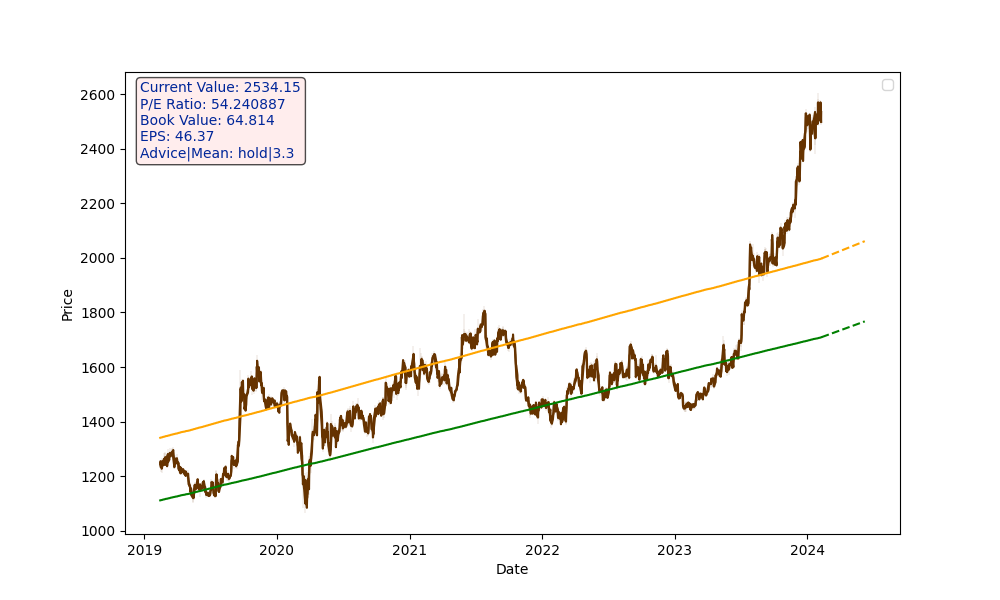 Current Value: 2534.15
P/E Ratio: 54.240887
Book Value: 64.814
EPS: 46.37
Advice|Mean: hold|3.3
2600
2400
2200
2000
1800
1600
1400
1200
1000
Price
2019
2020
2021
2022
2023
2024
Date